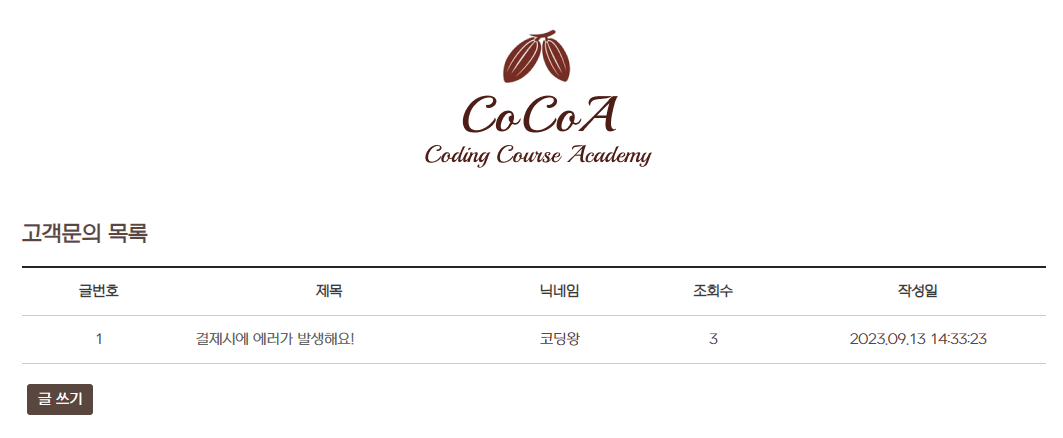 CoCoA
Coding Course Academy
고객문의 목록
글번호 제목 닉네임 조회수 작성일
1 결제시에 에러가 발생해요! 코딩왕 3 2023.09.13 14:33:23
글 쓰기